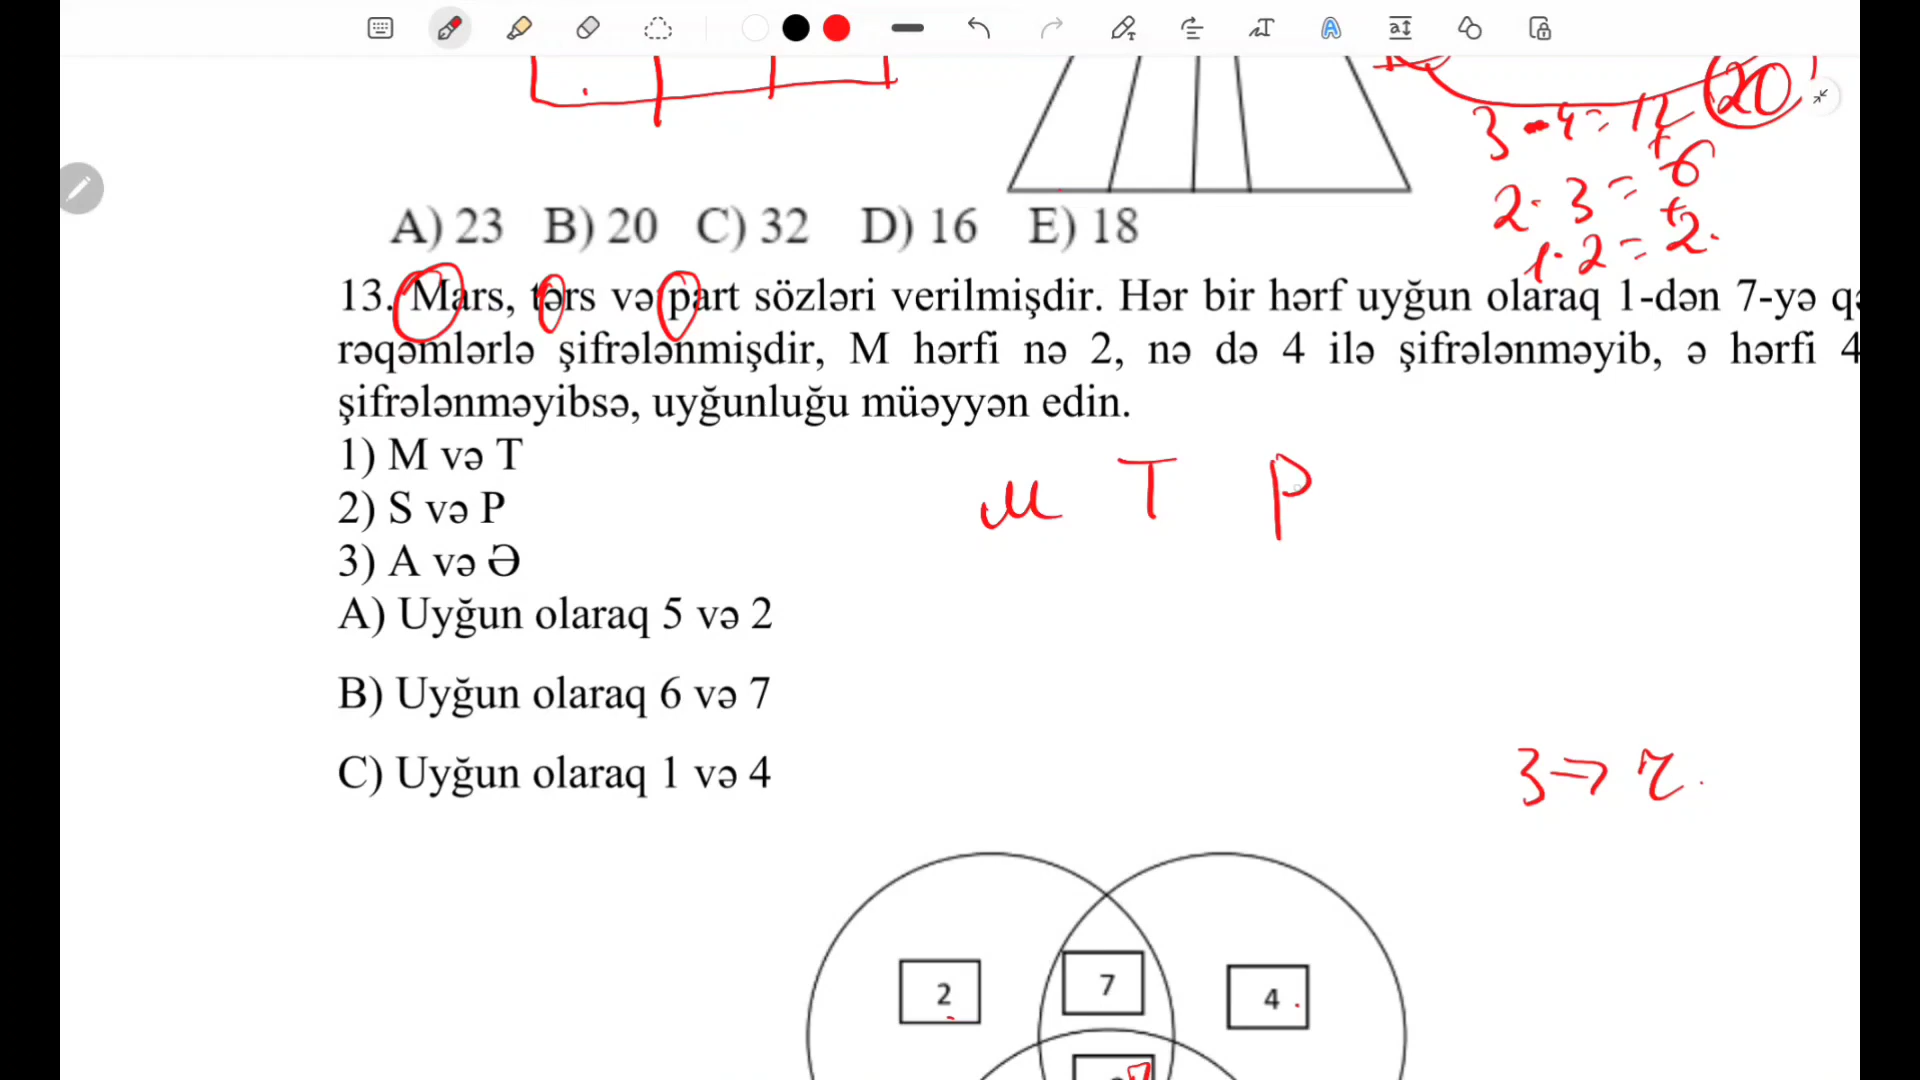 20
3 - 4 = 12
+
2 · 3 = 6
+
1 · 2 = 2.
A) 23 B) 20 C) 32 D) 16 E) 18
13. Mars, tərs və part sözləri verilmişdir. Hər bir hərf uyğun olaraq 1-dən 7-yə
rəqəmlərlə şifrələnmişdir, M hərfi nə 2, nə də 4 ilə şifrələnməyib, ə hərfi 4
şifrələnməyibsə, uyğunluğu müəyyən edin.
1) M və T
M T P
2) S və P
3) A və Ə
A) Uyğun olaraq 5 və 2
B) Uyğun olaraq 6 və 7
C) Uyğun olaraq 1 və 4
3 → r.
2 7 4